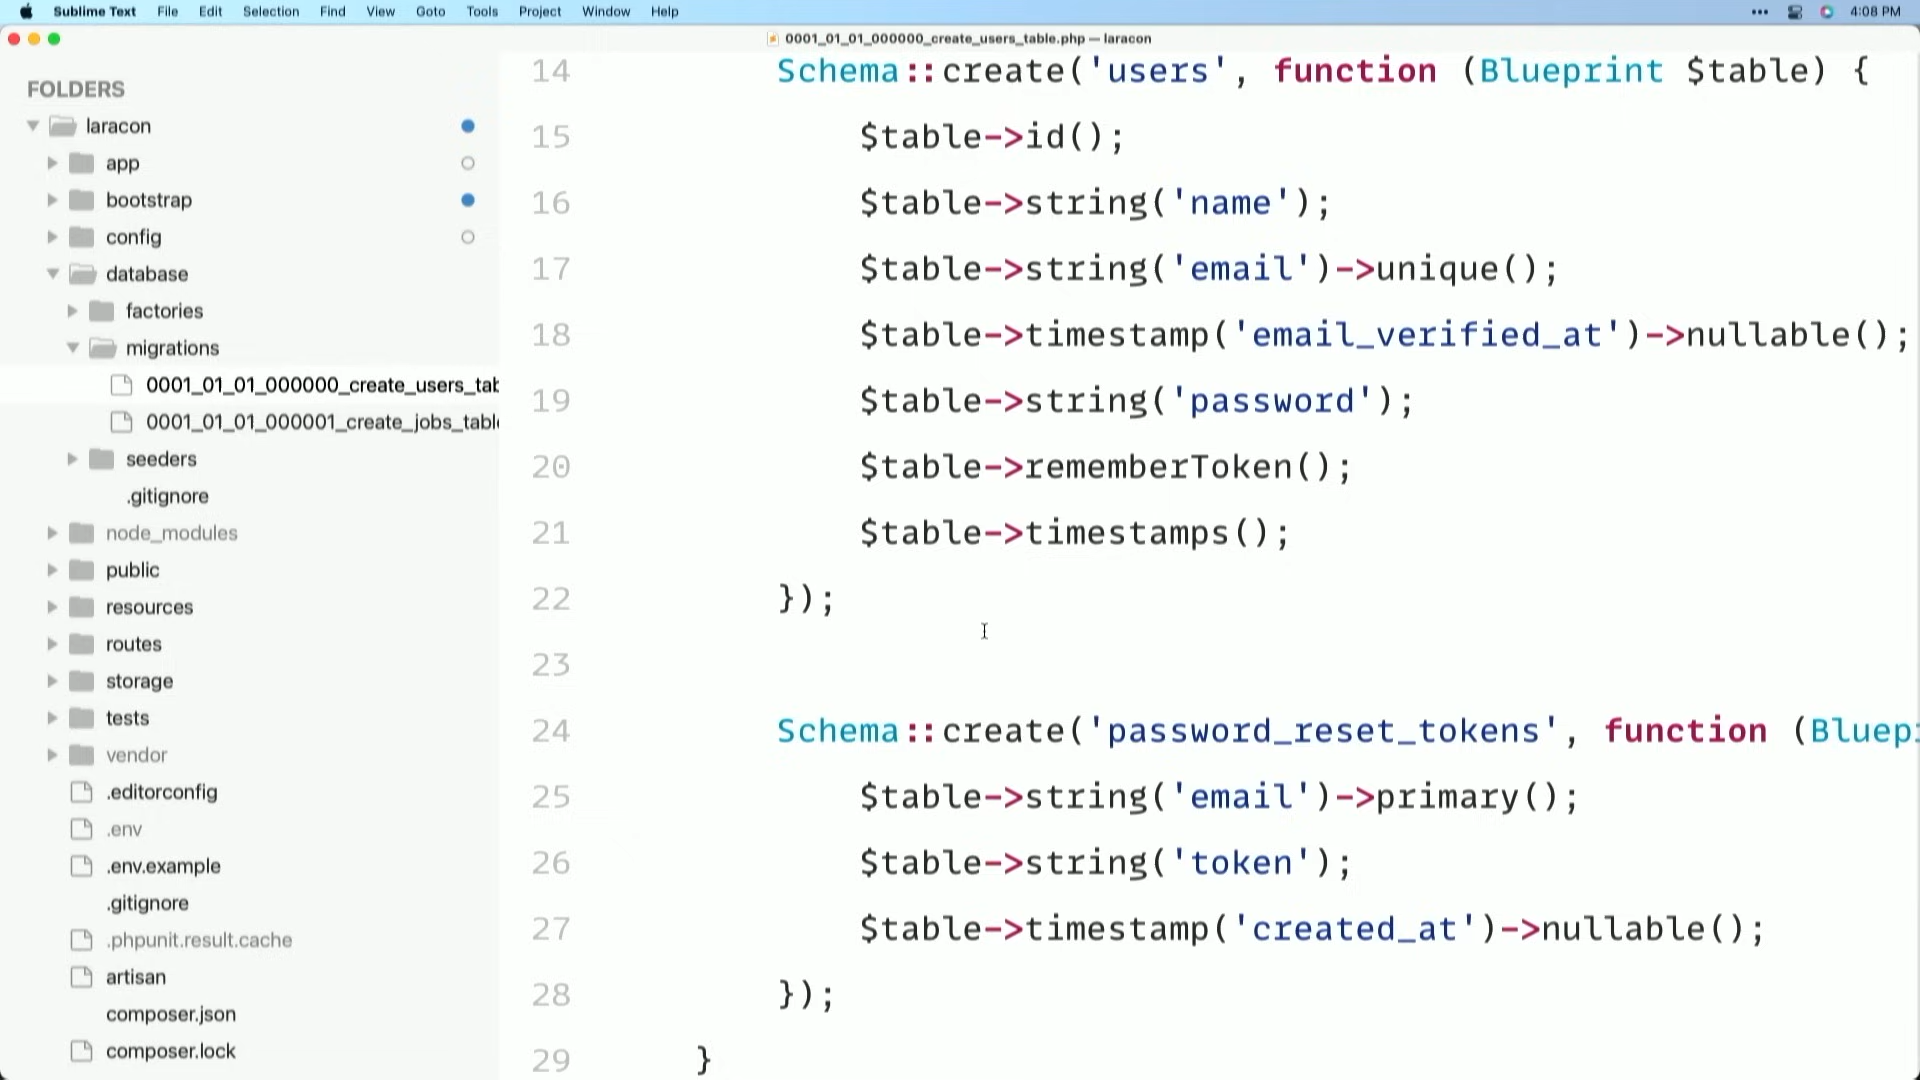 Sublime Text File Edit Selection Find View Goto Tools Project Window Help ••• 4:08 PM
0001_01_01_000000_create_users_table.php — laracon
FOLDERS
laracon
app
bootstrap
config
database
factories
migrations
0001_01_01_000000_create_users_tab
0001_01_01_000001_create_jobs_tabl
seeders
.gitignore
node_modules
public
resources
routes
storage
tests
vendor
.editorconfig
.env
.env.example
.gitignore
.phpunit.result.cache
artisan
composer.json
composer.lock
14 Schema::create('users', function (Blueprint $table) {
15 $table->id();
16 $table->string('name');
17 $table->string('email')->unique();
18 $table->timestamp('email_verified_at')->nullable();
19 $table->string('password');
20 $table->rememberToken();
21 $table->timestamps();
22 });
23
24 Schema::create('password_reset_tokens', function (Bluep
25 $table->string('email')->primary();
26 $table->string('token');
27 $table->timestamp('created_at')->nullable();
28 });
29 }